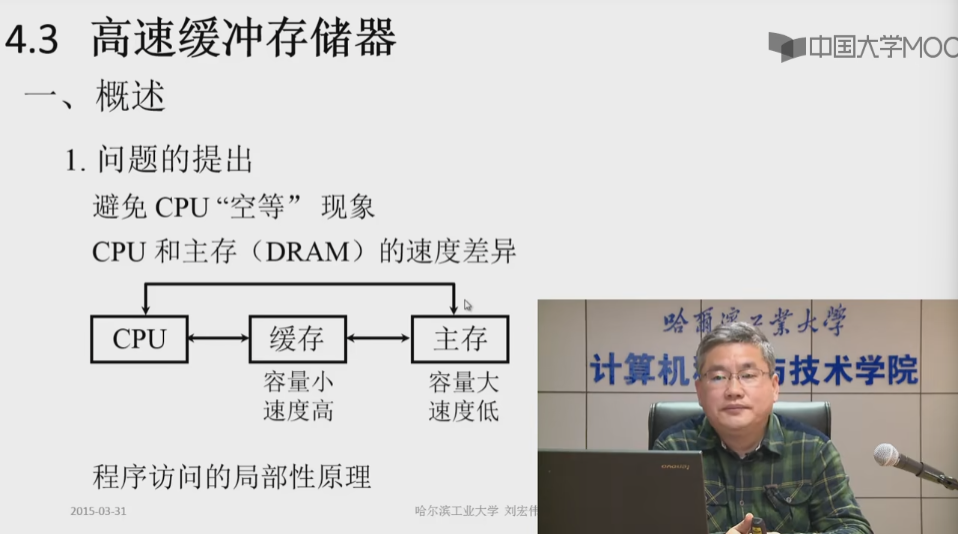 4.3 高速缓冲存储器
中国大学MOO
一、概述
1. 问题的提出
避免 CPU “空等” 现象
CPU 和主存（DRAM）的速度差异
CPU
缓存
主存
容量小
速度高
容量大
速度低
程序访问的局部性原理
2015-03-31
哈尔滨工业大学 刘宏伟
哈爾濱工業大學
计算机 与技术学院
lenovo